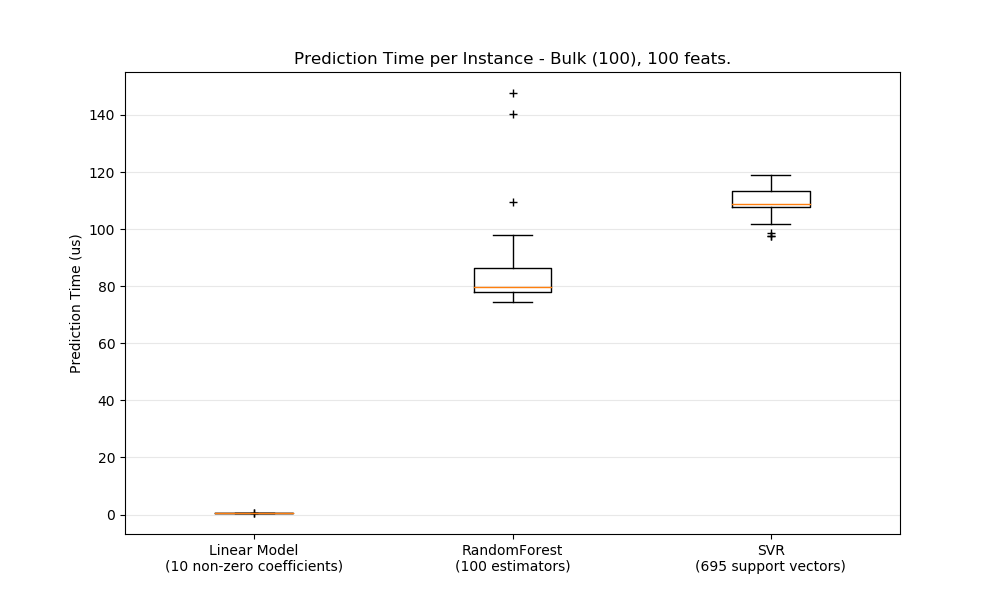 Prediction Time per Instance - Bulk (100), 100 feats.
Prediction Time (us)
140
120
100
80
60
40
20
0
Linear Model
(10 non-zero coefficients)
RandomForest
(100 estimators)
SVR
(695 support vectors)